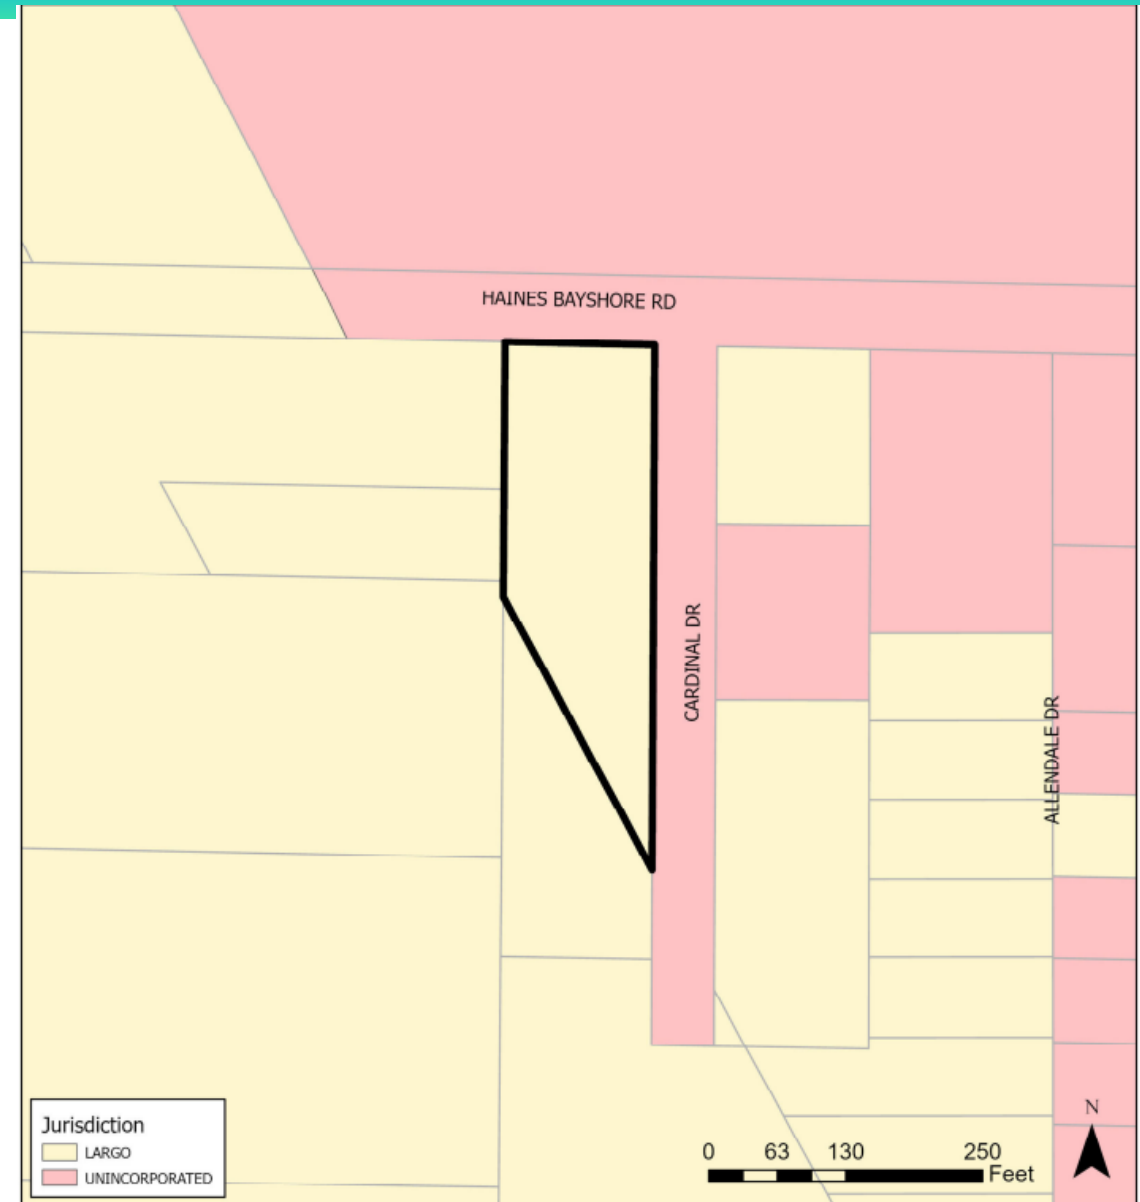 HAINES BAYSHORE RD
CARDINAL DR
ALLENDALE DR
Jurisdiction
LARGO
UNINCORPORATED
0 63 130 250
Feet
N